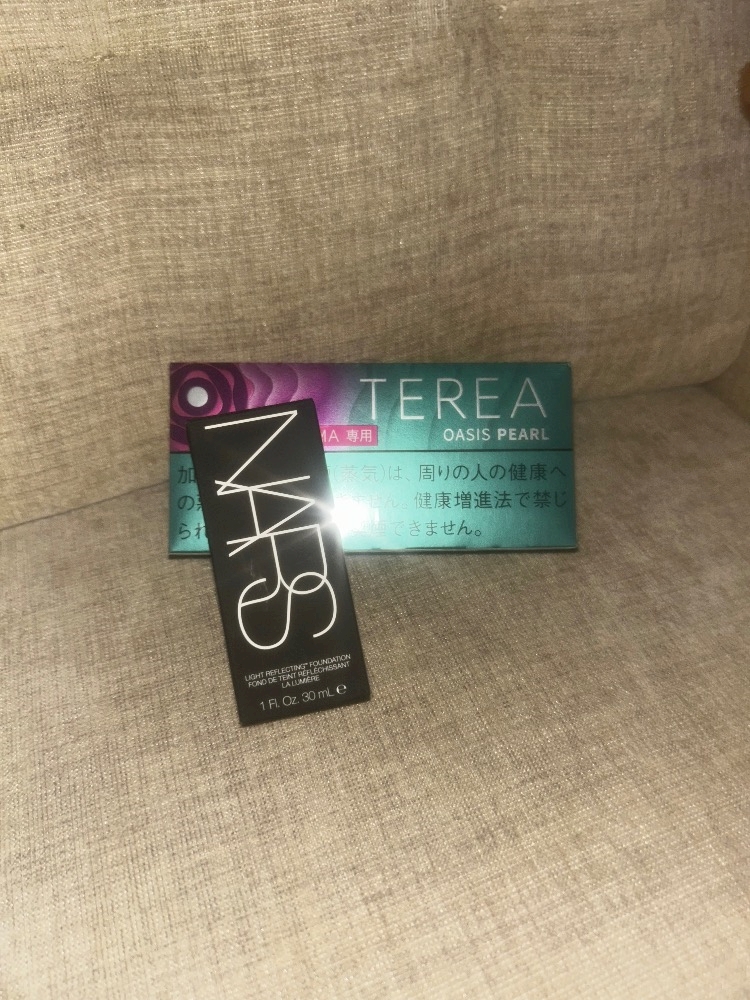 TEREA
MA 専用
OASIS PEARL
加 蒸気)は、周りの人の健康へ
の 健康増進法で禁じ
られ できません。
NARS
LIGHT REFLECTING™ FOUNDATION
FOND DE TEINT RÉFLÉCHISSANT
LA LUMIÈRE
1 Fl. Oz. 30 mL ℮